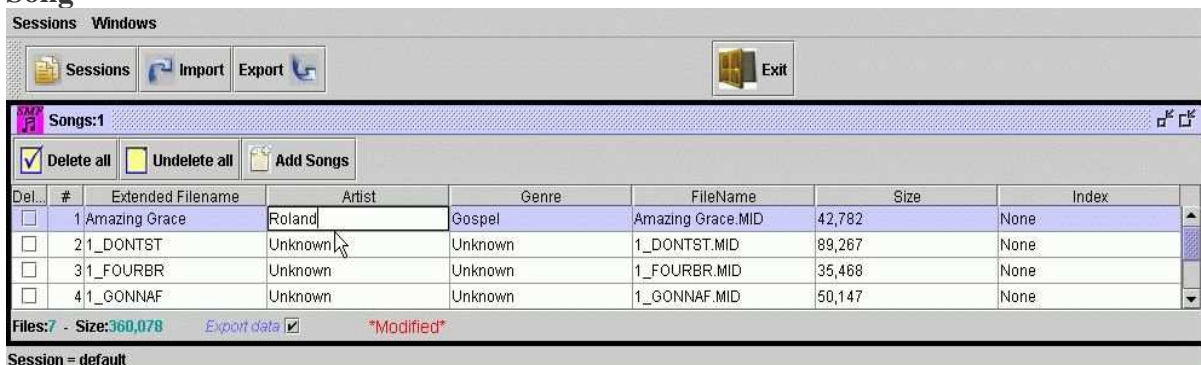 Song
Sessions Windows
Sessions Import Export Exit
SMF Songs:1
Delete all Undelete all Add Songs
Del... # Extended Filename Artist Genre FileName Size Index
1 Amazing Grace Roland Gospel Amazing Grace.MID 42,782 None
2 1_DONTST Unknown Unknown 1_DONTST.MID 89,267 None
3 1_FOURBR Unknown Unknown 1_FOURBR.MID 35,468 None
4 1_GONNAF Unknown Unknown 1_GONNAF.MID 50,147 None
Files:7 - Size:360,078 Export data *Modified*
Session = default